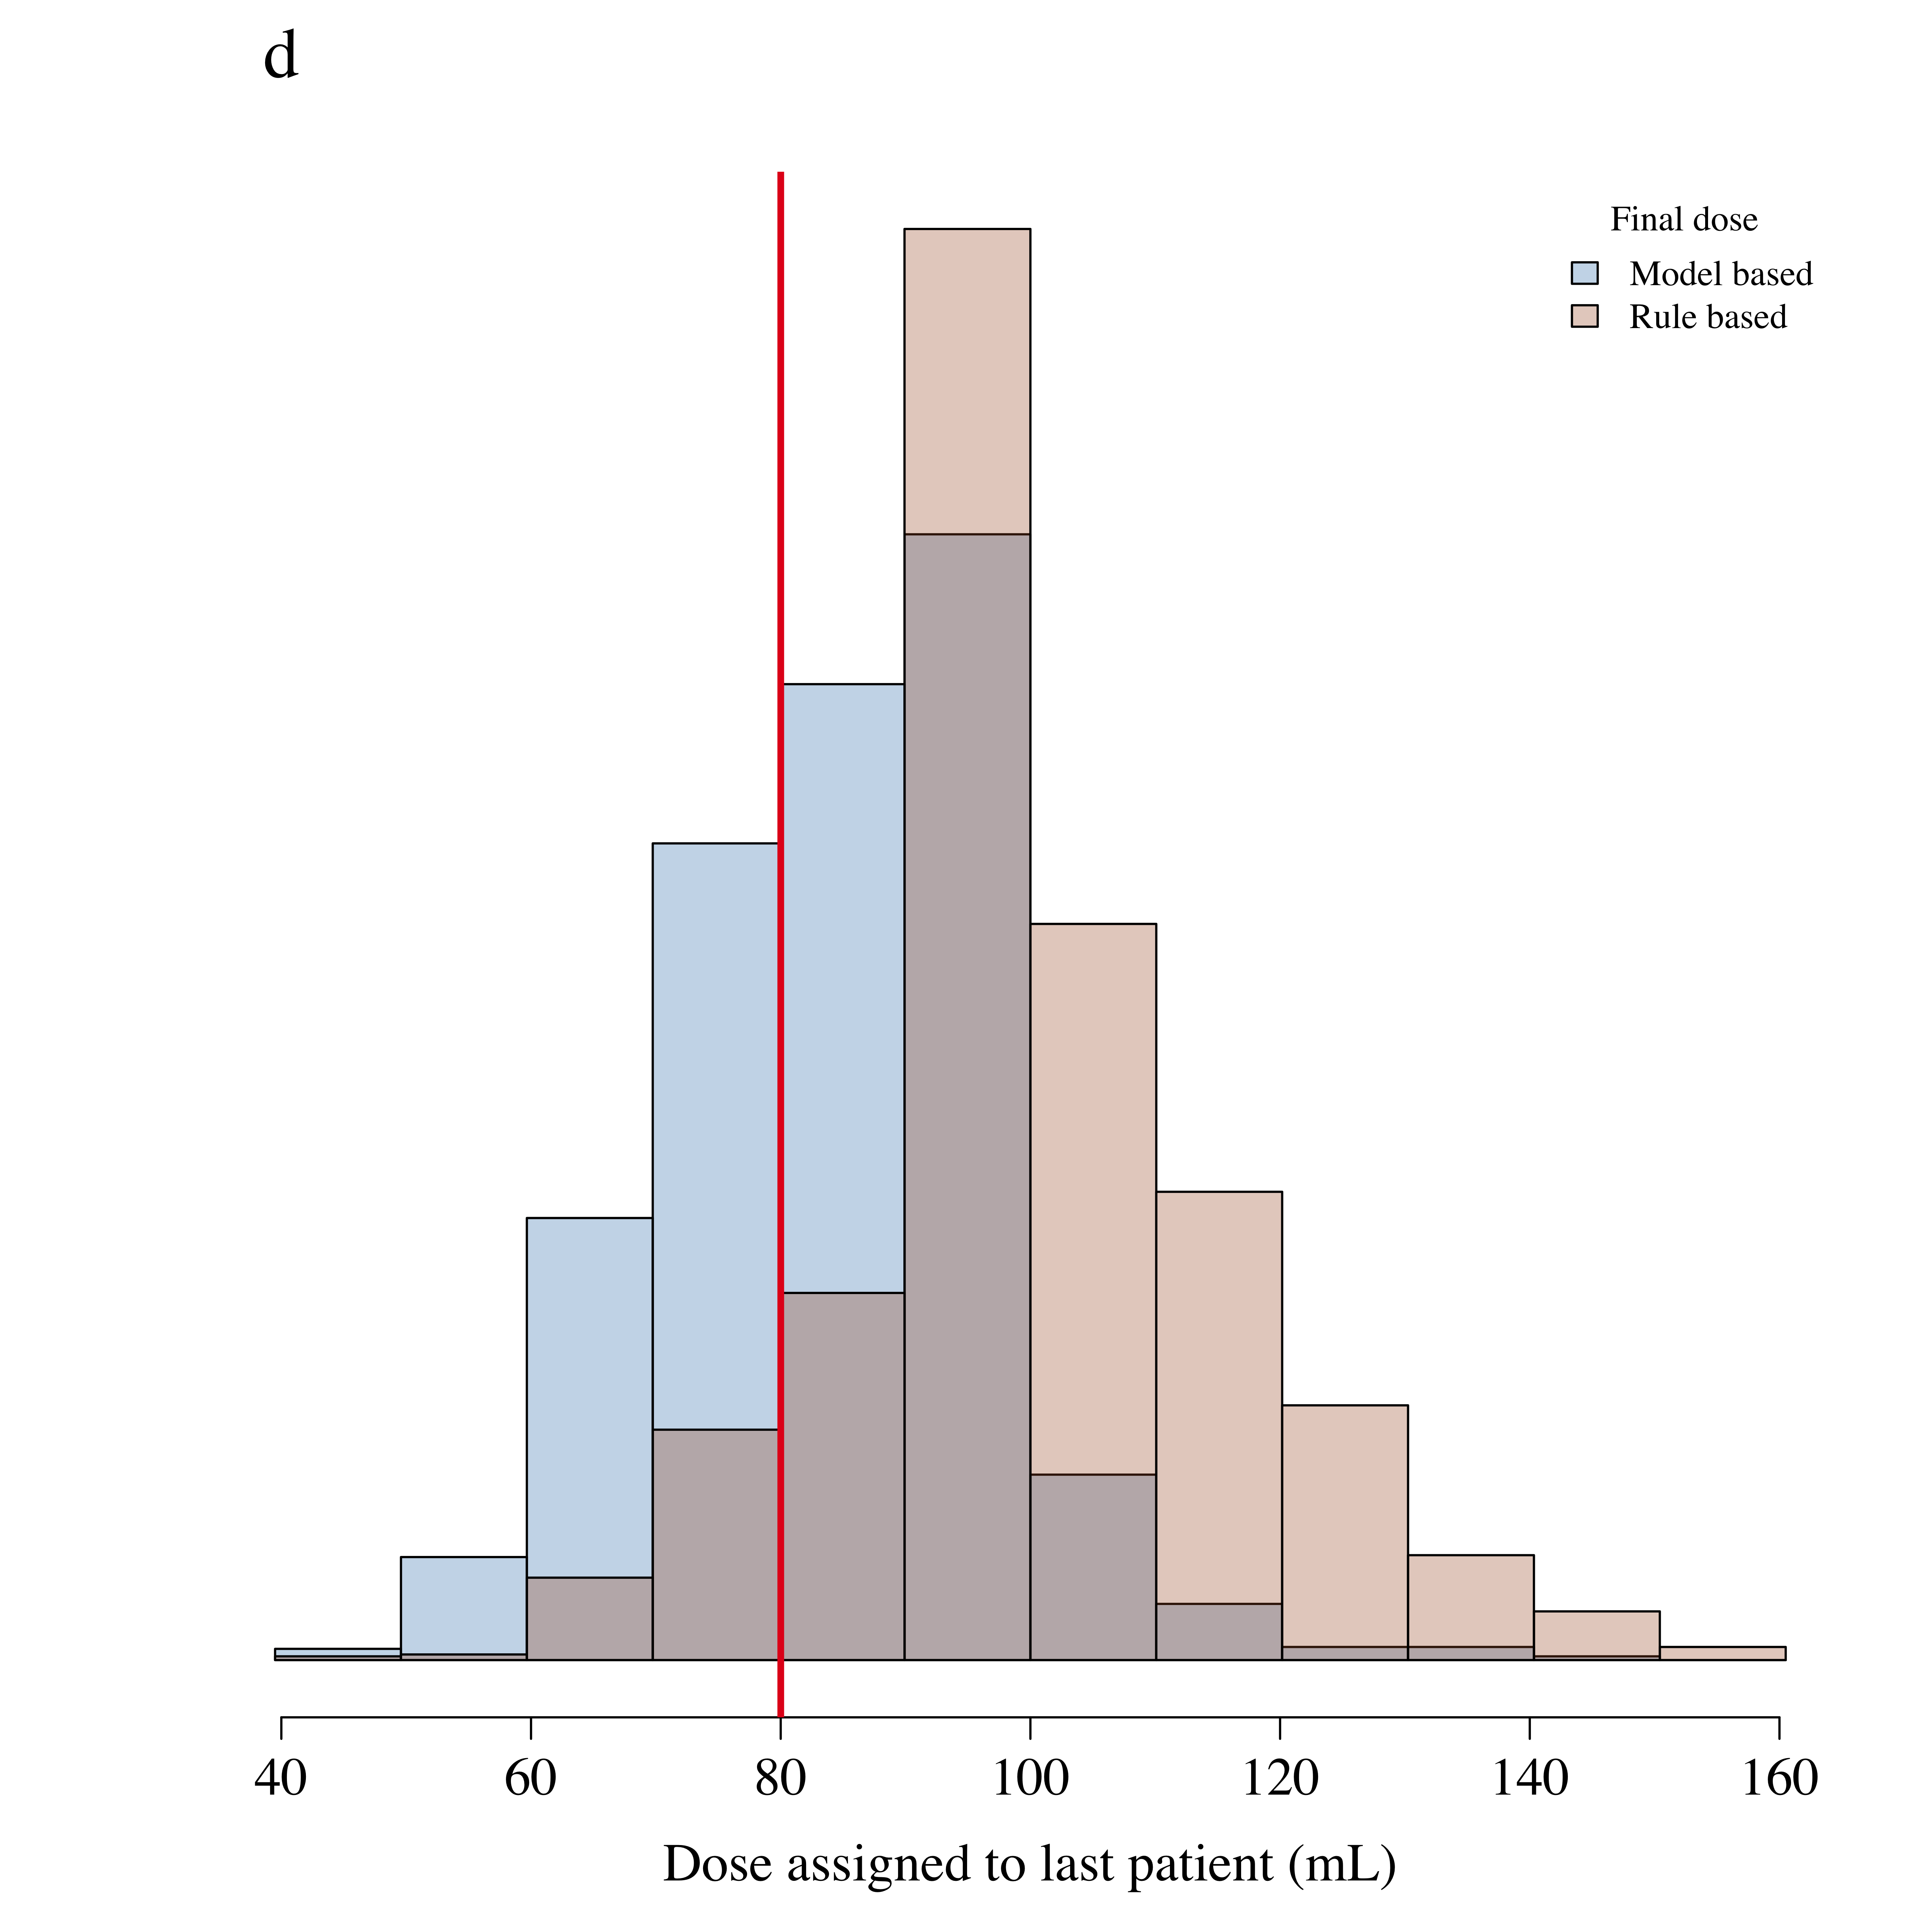 d
Final dose
Model based
Rule based
40 60 80 100 120 140 160
Dose assigned to last patient (mL)